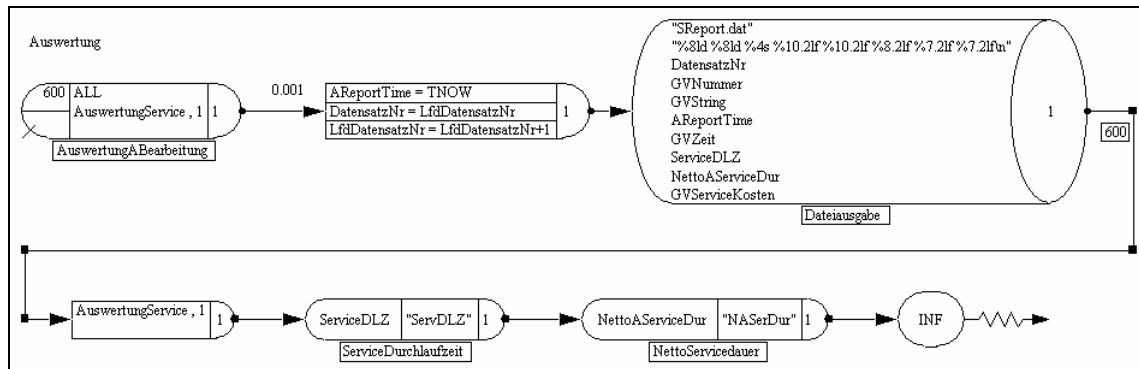 Auswertung
600 ALL
AuswertungService , 1 1
AuswertungABearbeitung
0.001
AReportTime = TNOW
DatensatzNr = LfdDatensatzNr
LfdDatensatzNr = LfdDatensatzNr+1
1
"SReport.dat"
"%8ld %8ld %4s %10.2lf %10.2lf %8.2lf %7.2lf %7.2lf\n"
DatensatzNr
GVNummer
GVString
AReportTime
GVZeit
ServiceDLZ
NettoAServiceDur
GVServiceKosten
1
Dateiausgabe
600
AuswertungService , 1 1
ServiceDLZ "ServDLZ" 1
ServiceDurchlaufzeit
NettoAServiceDur "NASerDur" 1
NettoServicedauer
INF